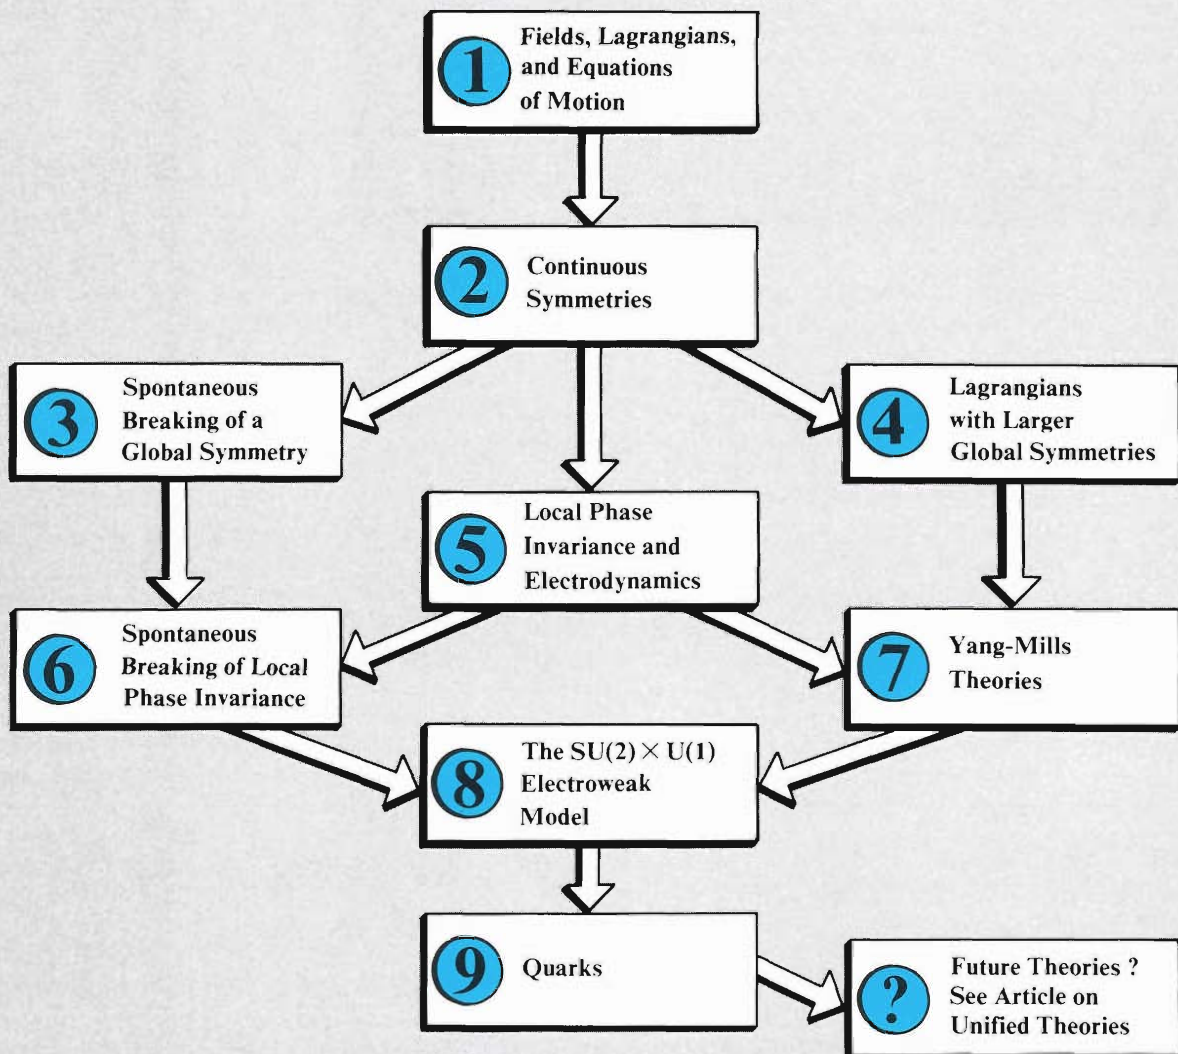 1
Fields, Lagrangians,
and Equations
of Motion
2
Continuous
Symmetries
3
Spontaneous
Breaking of a
Global Symmetry
4
Lagrangians
with Larger
Global Symmetries
5
Local Phase
Invariance and
Electrodynamics
6
Spontaneous
Breaking of Local
Phase Invariance
7
Yang-Mills
Theories
8
The SU(2) × U(1)
Electroweak
Model
9
Quarks
?
Future Theories ?
See Article on
Unified Theories